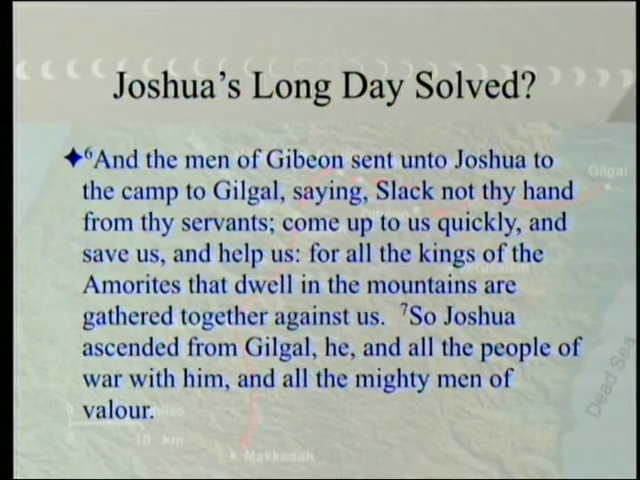 Joshua's Long Day Solved?
⁶And the men of Gibeon sent unto Joshua to
the camp to Gilgal, saying, Slack not thy hand
from thy servants; come up to us quickly, and
save us, and help us: for all the kings of the
Amorites that dwell in the mountains are
gathered together against us. ⁷So Joshua
ascended from Gilgal, he, and all the people of
war with him, and all the mighty men of
valour.
Gilgal
Dead Sea
0
10 km
Makkedah